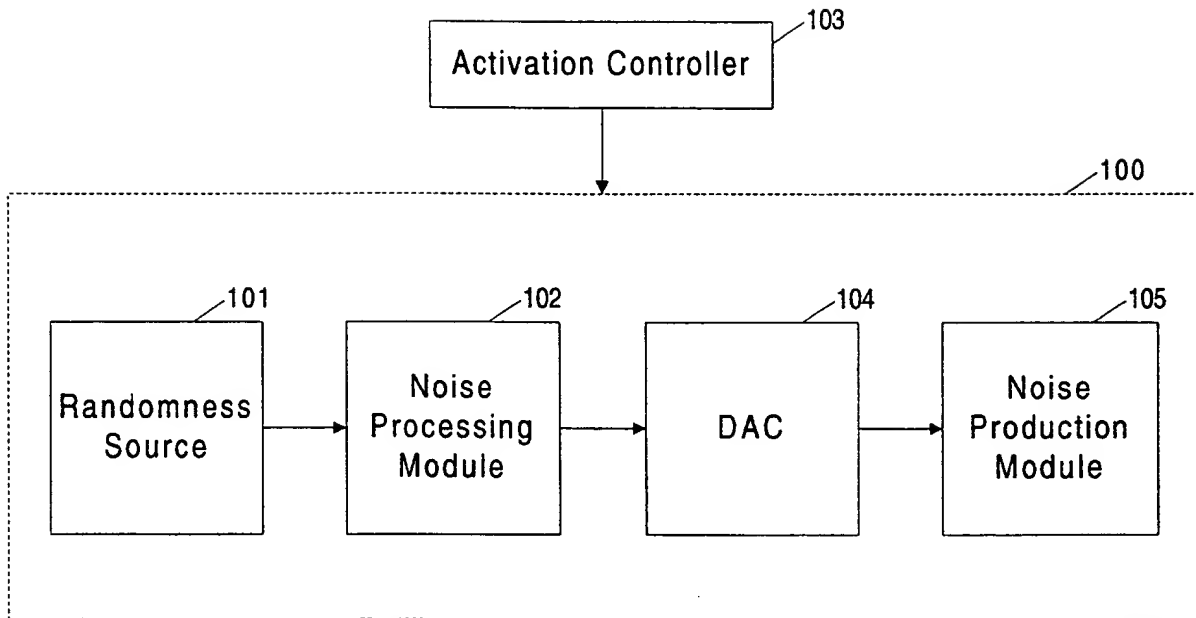 103
Activation Controller
100
101
102
104
105
Randomness
Source
Noise
Processing
Module
DAC
Noise
Production
Module